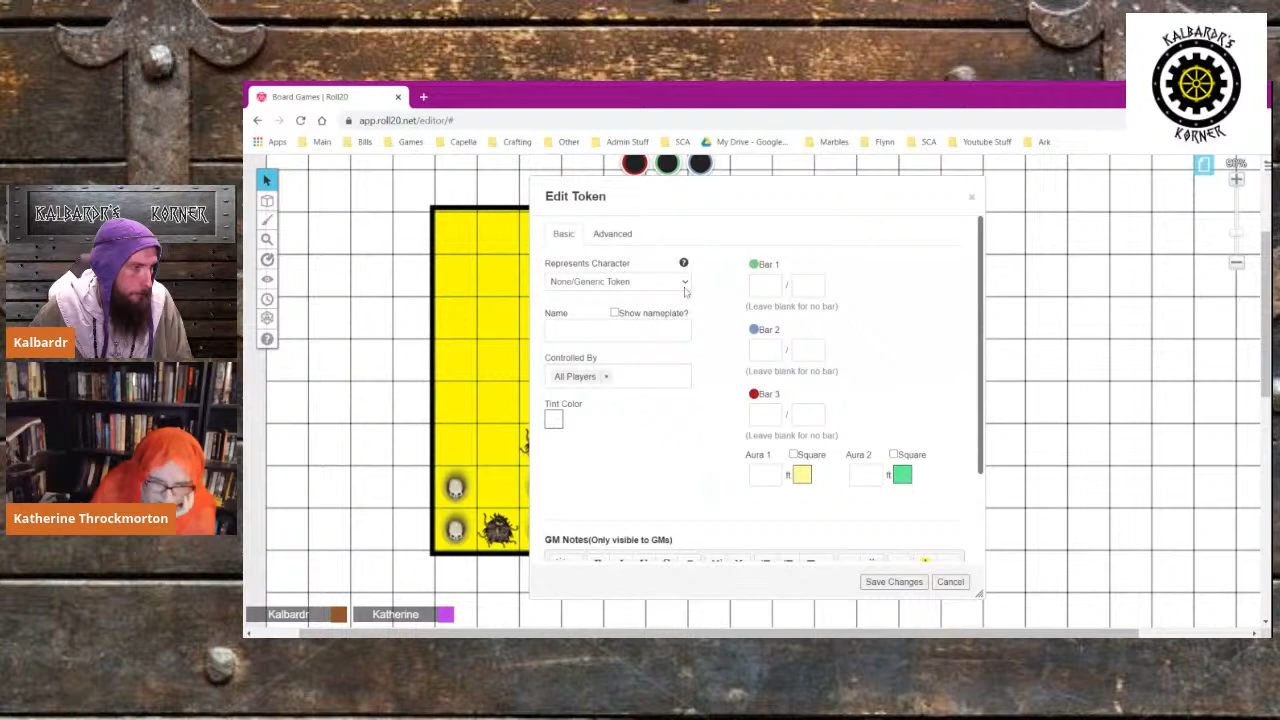 KALBARDR'S
KORNER
Board Games | Roll20
app.roll20.net/editor/#
Apps Main Bills Games Capella Crafting Other Admin Stuff SCA My Drive - Google... Marbles Flynn SCA Youtube Stuff Ark
90%
KALBARDR'S KORNER
Kalbardr
Katherine Throckmorton
Edit Token
Basic Advanced
Represents Character
None/Generic Token
Name Show nameplate?
Controlled By
All Players ×
Tint Color
Bar 1
/
(Leave blank for no bar)
Bar 2
/
(Leave blank for no bar)
Bar 3
/
(Leave blank for no bar)
Aura 1 Square Aura 2 Square
ft ft
GM Notes(Only visible to GMs)
Save Changes Cancel
Kalbardr Katherine